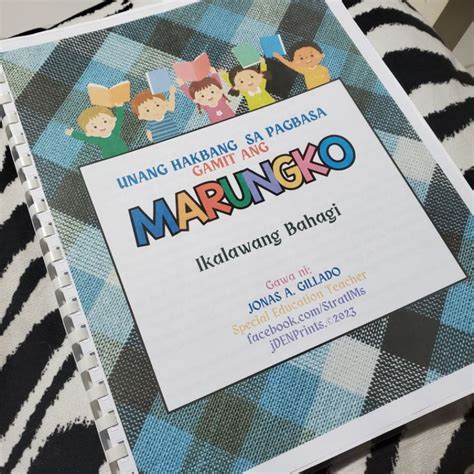 UNANG HAKBANG SA PAGBASA
GAMIT ANG
MARUNGKO
Ikalawang Bahagi
Gawa ni:
JONAS A. GILLADO
Special Education Teacher
facebook.com/StratIMs
jDENPrints,©2023